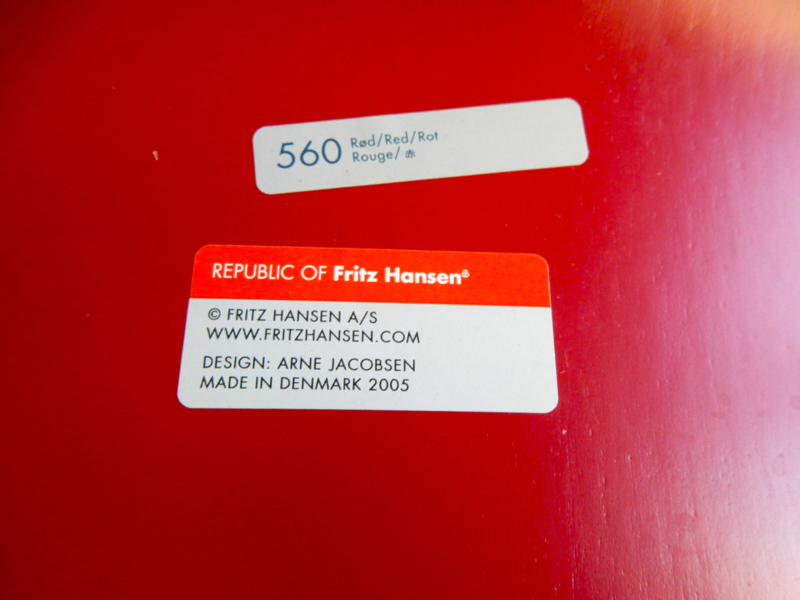 560 Rød/Red/Rot
Rouge/ 赤
REPUBLIC OF Fritz Hansen®
© FRITZ HANSEN A/S
WWW.FRITZHANSEN.COM
DESIGN: ARNE JACOBSEN
MADE IN DENMARK 2005